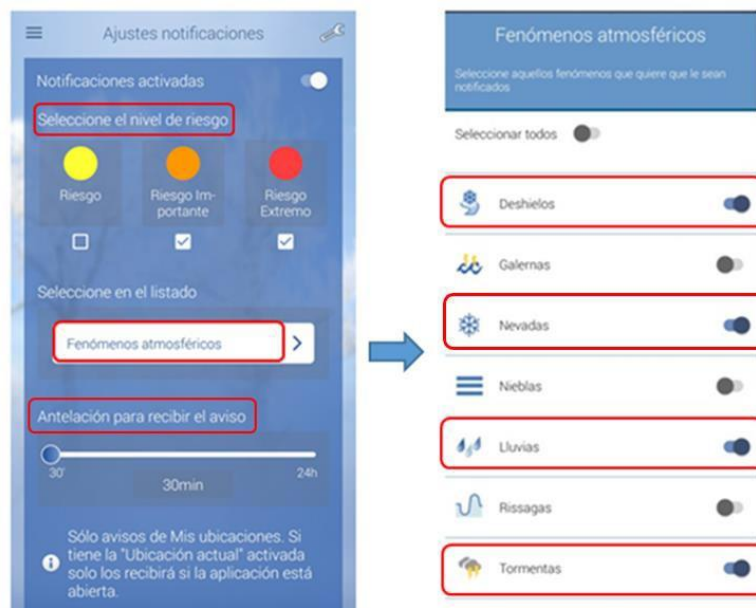 Ajustes notificaciones
Notificaciones activadas
Seleccione el nivel de riesgo
Riesgo
Riesgo Im-
portante
Riesgo
Extremo
Seleccione en el listado
Fenómenos atmosféricos
Antelación para recibir el aviso
30'
24h
30min
Sólo avisos de Mis ubicaciones. Si
tiene la "Ubicación actual" activada
solo los recibirá si la aplicación está
abierta.
Fenómenos atmosféricos
Seleccione aquellos fenómenos que quiere que le sean
notificados
Seleccionar todos
Deshielos
Galernas
Nevadas
Nieblas
Lluvias
Rissagas
Tormentas